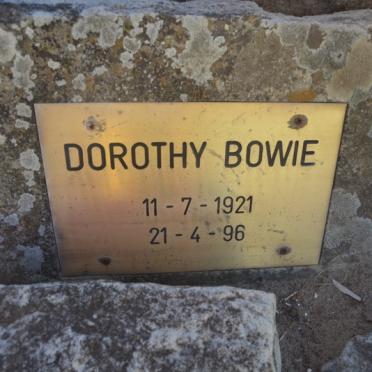 DOROTHY BOWIE
11 - 7 - 1921
21 - 4 - 96